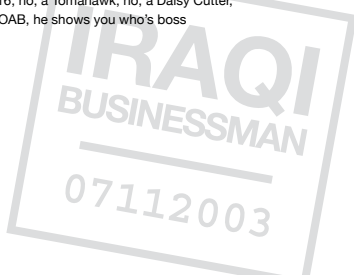 16, no, a Tomahawk, no, a Daisy Cutter,
OAB, he shows you who's boss
IRAQI
BUSINESSMAN
07112003